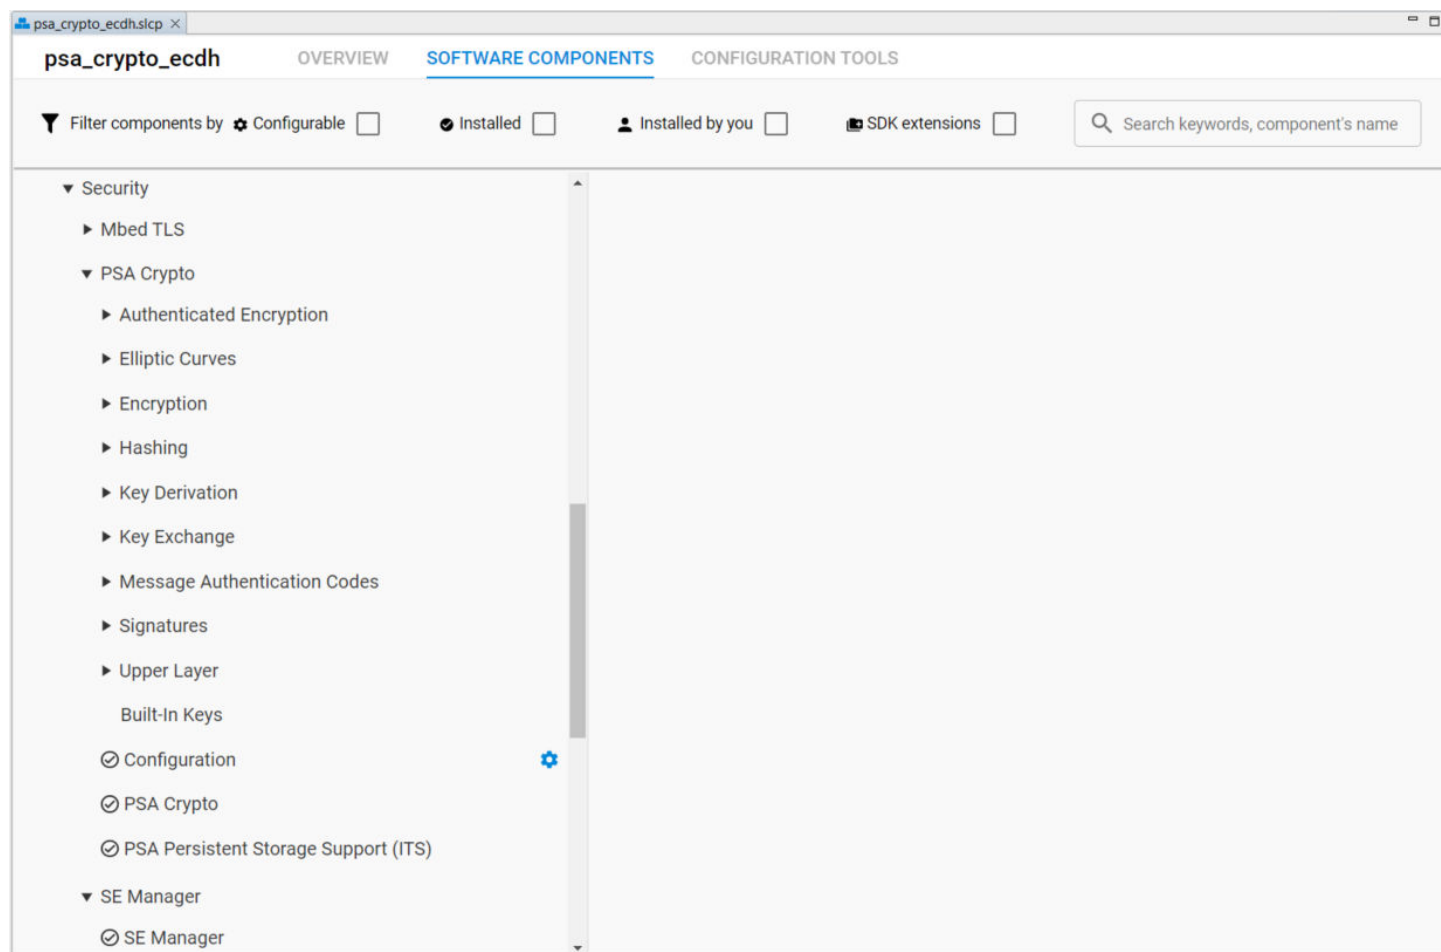 psa_crypto_ecdh.slcp
psa_crypto_ecdh OVERVIEW SOFTWARE COMPONENTS CONFIGURATION TOOLS
Filter components by Configurable Installed Installed by you SDK extensions Search keywords, component's name
Security
Mbed TLS
PSA Crypto
Authenticated Encryption
Elliptic Curves
Encryption
Hashing
Key Derivation
Key Exchange
Message Authentication Codes
Signatures
Upper Layer
Built-In Keys
Configuration
PSA Crypto
PSA Persistent Storage Support (ITS)
SE Manager
SE Manager